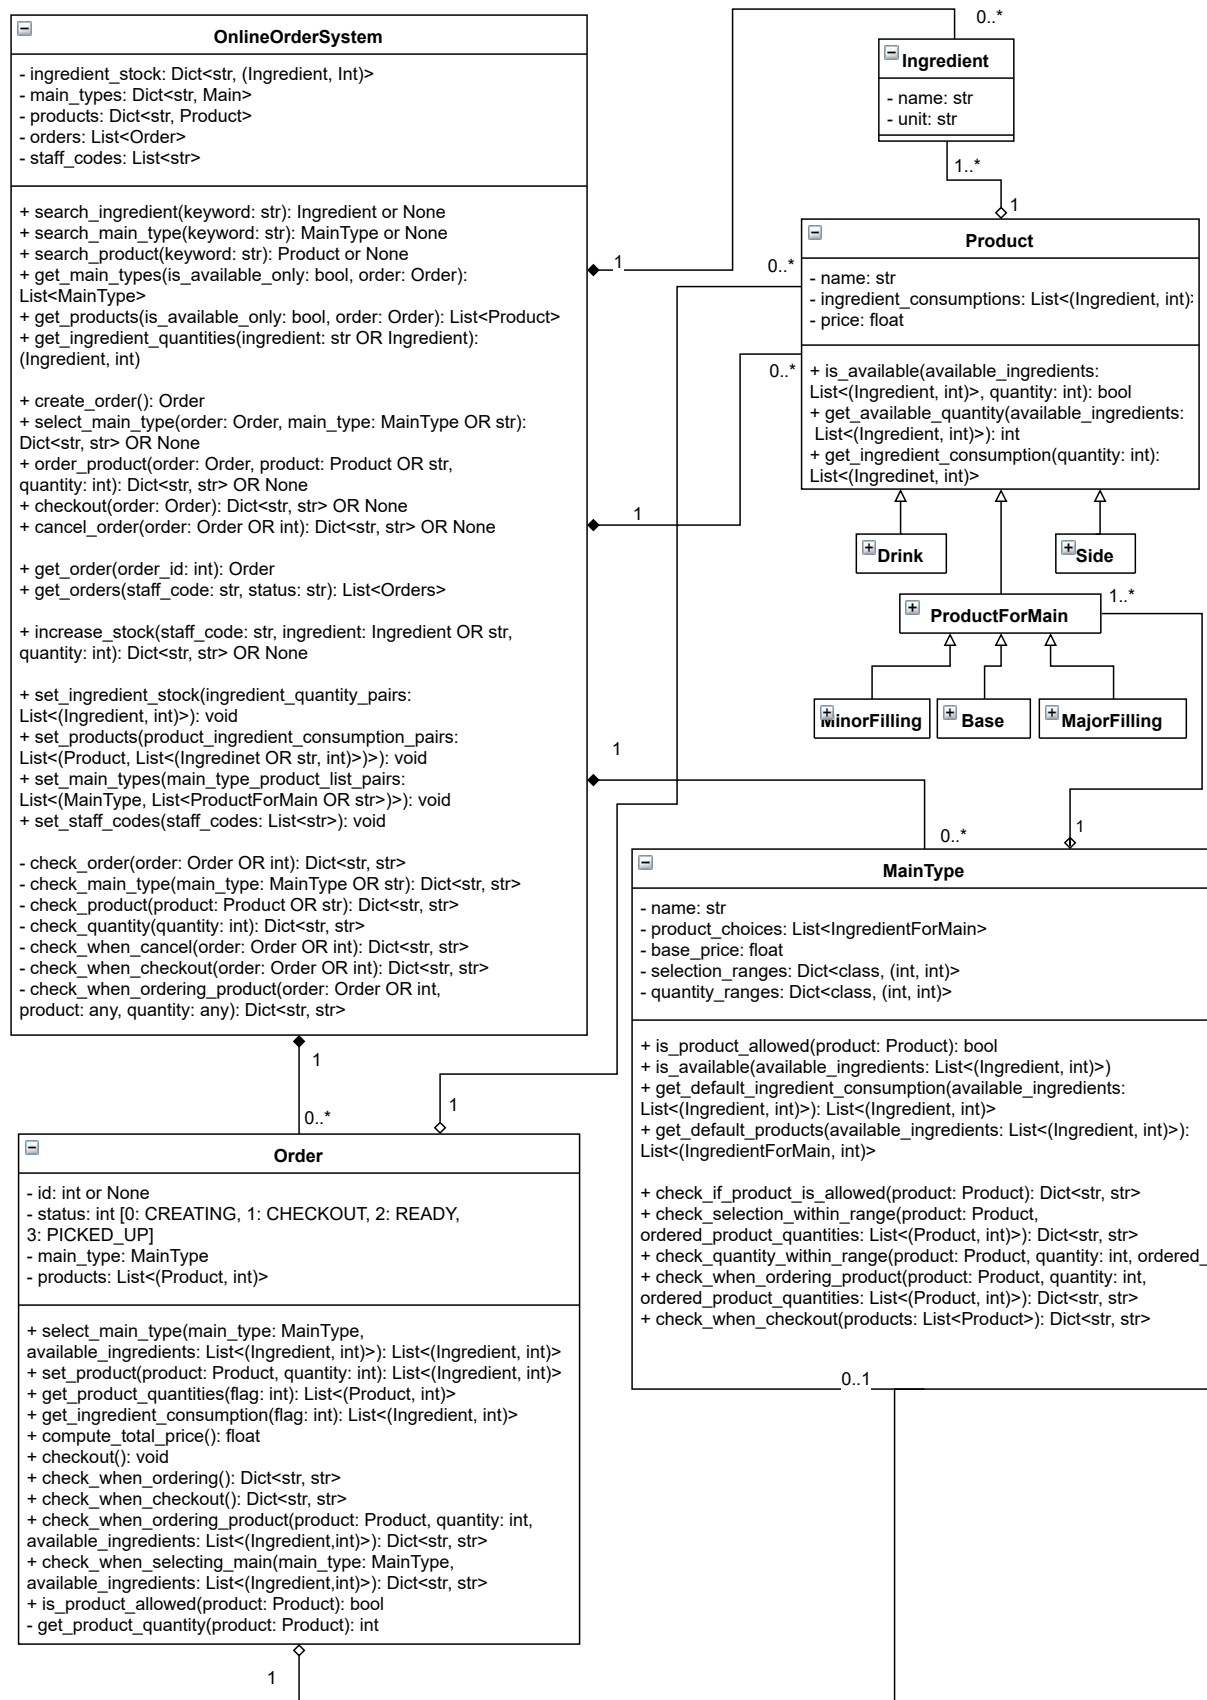 OnlineOrderSystem
- ingredient_stock: Dict<str, (Ingredient, Int)>
- main_types: Dict<str, Main>
- products: Dict<str, Product>
- orders: List<Order>
- staff_codes: List<str>
+ search_ingredient(keyword: str): Ingredient or None
+ search_main_type(keyword: str): MainType or None
+ search_product(keyword: str): Product or None
+ get_main_types(is_available_only: bool, order: Order):
List<MainType>
+ get_products(is_available_only: bool, order: Order): List<Product>
+ get_ingredient_quantities(ingredient: str OR Ingredient):
(Ingredient, int)
+ create_order(): Order
+ select_main_type(order: Order, main_type: MainType OR str):
Dict<str, str> OR None
+ order_product(order: Order, product: Product OR str,
quantity: int): Dict<str, str> OR None
+ checkout(order: Order): Dict<str, str> OR None
+ cancel_order(order: Order OR int): Dict<str, str> OR None
+ get_order(order_id: int): Order
+ get_orders(staff_code: str, status: str): List<Orders>
+ increase_stock(staff_code: str, ingredient: Ingredient OR str,
quantity: int): Dict<str, str> OR None
+ set_ingredient_stock(ingredient_quantity_pairs:
List<(Ingredient, int)>): void
+ set_products(product_ingredient_consumption_pairs:
List<(Product, List<(Ingredinet OR str, int)>)>): void
+ set_main_types(main_type_product_list_pairs:
List<(MainType, List<ProductForMain OR str>)>): void
+ set_staff_codes(staff_codes: List<str>): void
- check_order(order: Order OR int): Dict<str, str>
- check_main_type(main_type: MainType OR str): Dict<str, str>
- check_product(product: Product OR str): Dict<str, str>
- check_quantity(quantity: int): Dict<str, str>
- check_when_cancel(order: Order OR int): Dict<str, str>
- check_when_checkout(order: Order OR int): Dict<str, str>
- check_when_ordering_product(order: Order OR int,
product: any, quantity: any): Dict<str, str>
1
0..*
Ingredient
- name: str
- unit: str
1..*
1
Product
- name: str
- ingredient_consumptions: List<(Ingredient, int)>
- price: float
+ is_available(available_ingredients:
List<(Ingredient, int)>, quantity: int): bool
+ get_available_quantity(available_ingredients:
List<(Ingredient, int)>): int
+ get_ingredient_consumption(quantity: int):
List<(Ingredinet, int)>
0..*
0..*
1
Drink
Side
ProductForMain
1..*
MinorFilling
Base
MajorFilling
1
0..*
1
MainType
- name: str
- product_choices: List<IngredientForMain>
- base_price: float
- selection_ranges: Dict<class, (int, int)>
- quantity_ranges: Dict<class, (int, int)>
+ is_product_allowed(product: Product): bool
+ is_available(available_ingredients: List<(Ingredient, int)>)
+ get_default_ingredient_consumption(available_ingredients:
List<(Ingredient, int)>): List<(Ingredient, int)>
+ get_default_products(available_ingredients: List<(Ingredient, int)>):
List<(IngredientForMain, int)>
+ check_if_product_is_allowed(product: Product): Dict<str, str>
+ check_selection_within_range(product: Product,
ordered_product_quantities: List<(Product, int)>): Dict<str, str>
+ check_quantity_within_range(product: Product, quantity: int, ordered_
+ check_when_ordering_product(product: Product, quantity: int,
ordered_product_quantities: List<(Product, int)>): Dict<str, str>
+ check_when_checkout(products: List<Product>): Dict<str, str>
0..1
1
0..*
1
Order
- id: int or None
- status: int [0: CREATING, 1: CHECKOUT, 2: READY,
3: PICKED_UP]
- main_type: MainType
- products: List<(Product, int)>
+ select_main_type(main_type: MainType,
available_ingredients: List<(Ingredient, int)>): List<(Ingredient, int)>
+ set_product(product: Product, quantity: int): List<(Ingredient, int)>
+ get_product_quantities(flag: int): List<(Product, int)>
+ get_ingredient_consumption(flag: int): List<(Ingredient, int)>
+ compute_total_price(): float
+ checkout(): void
+ check_when_ordering(): Dict<str, str>
+ check_when_checkout(): Dict<str, str>
+ check_when_ordering_product(product: Product, quantity: int,
available_ingredients: List<(Ingredient,int)>): Dict<str, str>
+ check_when_selecting_main(main_type: MainType,
available_ingredients: List<(Ingredient,int)>): Dict<str, str>
+ is_product_allowed(product: Product): bool
- get_product_quantity(product: Product): int
1